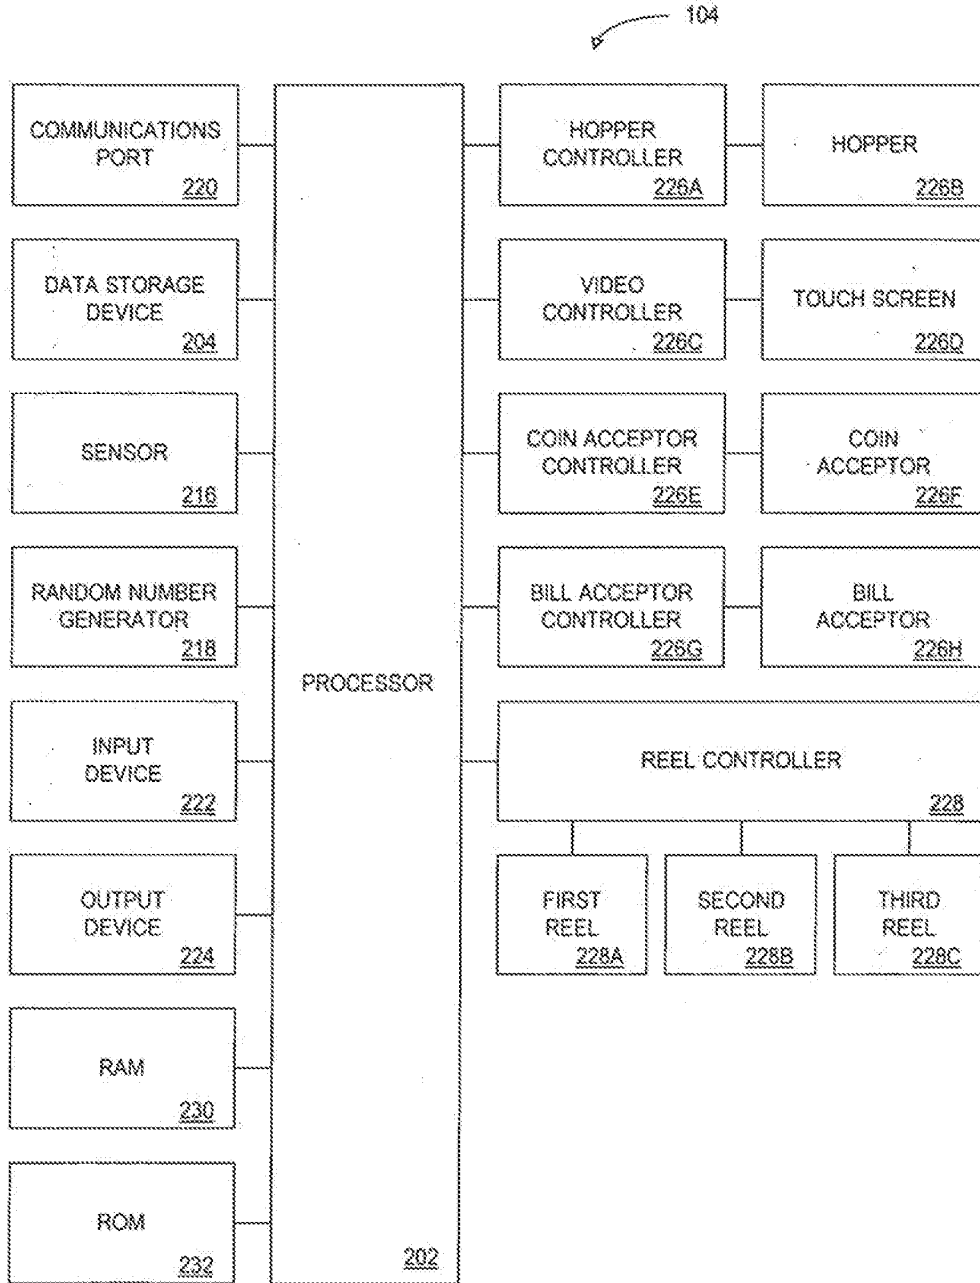 104
COMMUNICATIONS
PORT
220
DATA STORAGE
DEVICE
204
SENSOR
216
RANDOM NUMBER
GENERATOR
218
INPUT
DEVICE
222
OUTPUT
DEVICE
224
RAM
230
ROM
232
PROCESSOR
202
HOPPER
CONTROLLER
226A
HOPPER
226B
VIDEO
CONTROLLER
226C
TOUCH SCREEN
226D
COIN ACCEPTOR
CONTROLLER
226E
COIN
ACCEPTOR
226F
BILL ACCEPTOR
CONTROLLER
226G
BILL
ACCEPTOR
226H
REEL CONTROLLER
228
FIRST
REEL
228A
SECOND
REEL
228B
THIRD
REEL
228C